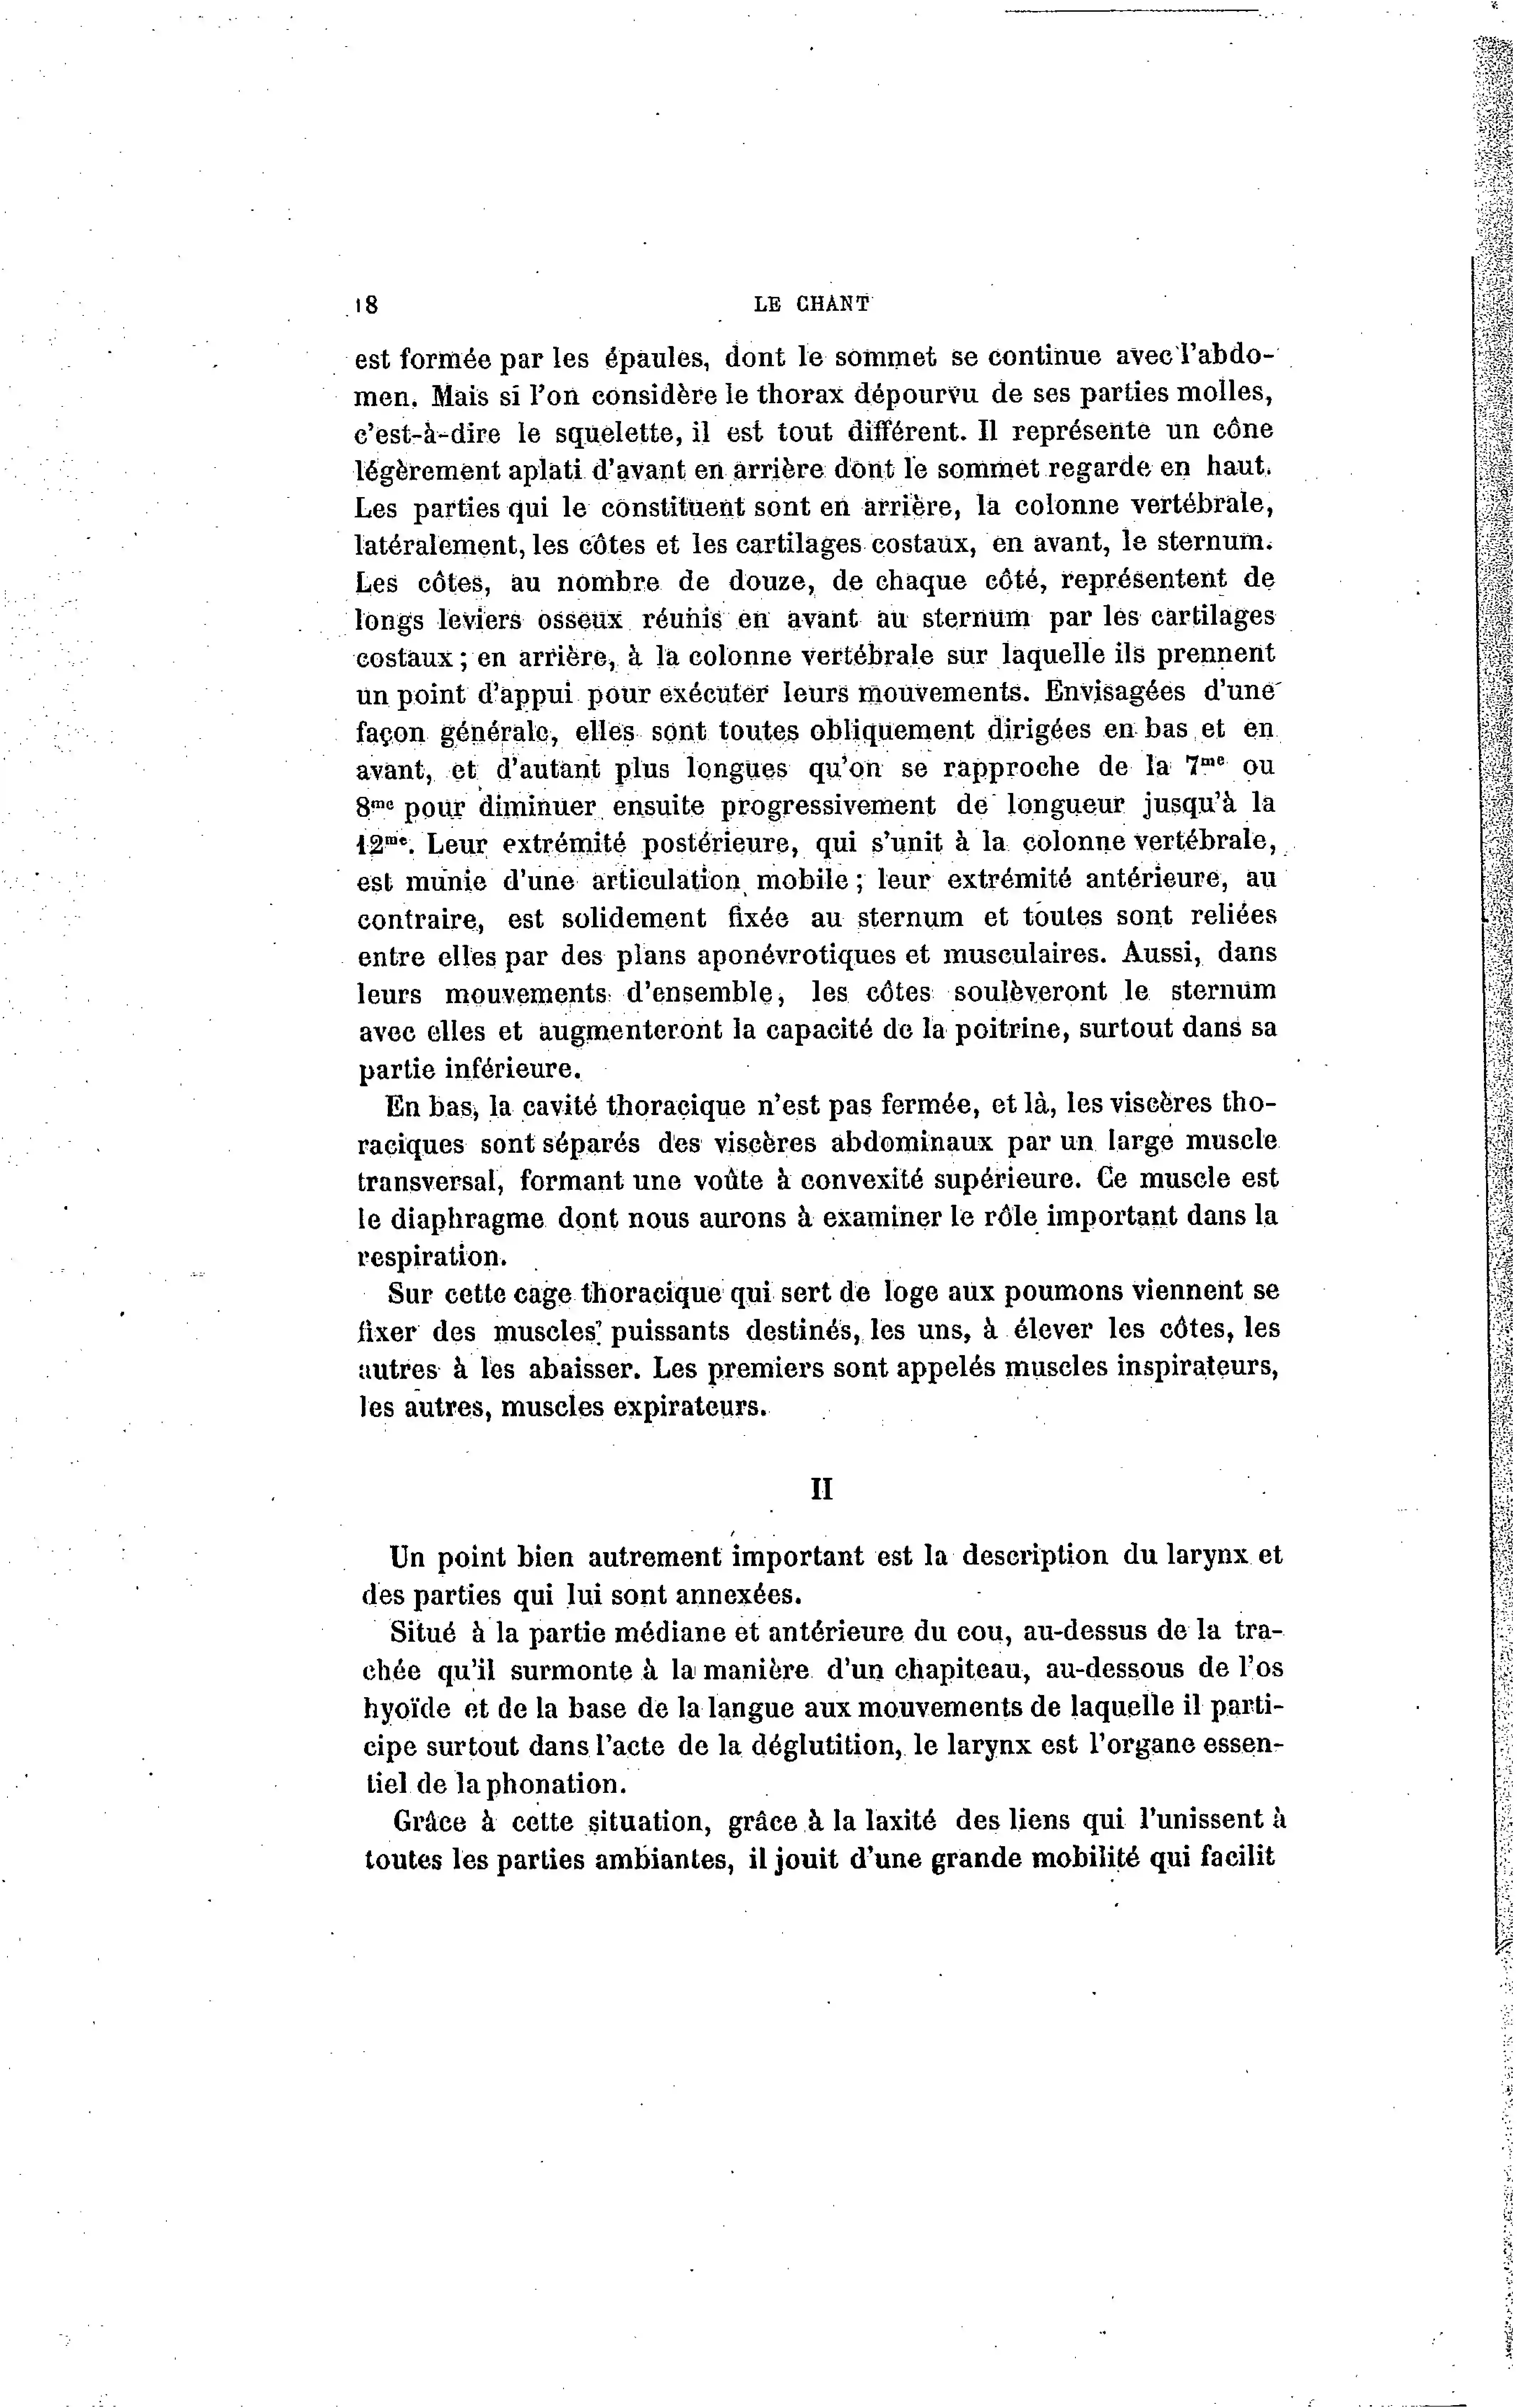 18 LE CHANT
est formée par les épaules, dont le sommet se continue avec l'abdo-
men. Mais si l'on considère le thorax dépourvu de ses parties molles,
c'est-à-dire le squelette, il est tout différent. Il représente un cône
légèrement aplati d'avant en arrière dont le sommet regarde en haut.
Les parties qui le constituent sont en arrière, la colonne vertébrale,
latéralement, les côtes et les cartilages costaux, en avant, le sternum.
Les côtes, au nombre de douze, de chaque côté, représentent de
longs leviers osseux réunis en avant au sternum par les cartilages
costaux ; en arrière, à la colonne vertébrale sur laquelle ils prennent
un point d'appui pour exécuter leurs mouvements. Envisagées d'une
façon générale, elles sont toutes obliquement dirigées en bas et en
avant, et d'autant plus longues qu'on se rapproche de la 7me ou
8me pour diminuer ensuite progressivement de longueur jusqu'à la
12me. Leur extrémité postérieure, qui s'unit à la colonne vertébrale,
est munie d'une articulation mobile ; leur extrémité antérieure, au
contraire, est solidement fixée au sternum et toutes sont reliées
entre elles par des plans aponévrotiques et musculaires. Aussi, dans
leurs mouvements d'ensemble, les côtes soulèveront le sternum
avec elles et augmenteront la capacité de la poitrine, surtout dans sa
partie inférieure.
En bas, la cavité thoracique n'est pas fermée, et là, les viscères tho-
raciques sont séparés des viscères abdominaux par un large muscle
transversal, formant une voûte à convexité supérieure. Ce muscle est
le diaphragme dont nous aurons à examiner le rôle important dans la
respiration.
Sur cette cage thoracique qui sert de loge aux poumons viennent se
fixer des muscles puissants destinés, les uns, à élever les côtes, les
autres à les abaisser. Les premiers sont appelés muscles inspirateurs,
les autres, muscles expirateurs.
II
Un point bien autrement important est la description du larynx et
des parties qui lui sont annexées.
Situé à la partie médiane et antérieure du cou, au-dessus de la tra-
chée qu'il surmonte à la manière d'un chapiteau, au-dessous de l'os
hyoïde et de la base de la langue aux mouvements de laquelle il parti-
cipe surtout dans l'acte de la déglutition, le larynx est l'organe essen-
tiel de la phonation.
Grâce à cette situation, grâce à la laxité des liens qui l'unissent à
toutes les parties ambiantes, il jouit d'une grande mobilité qui facilit